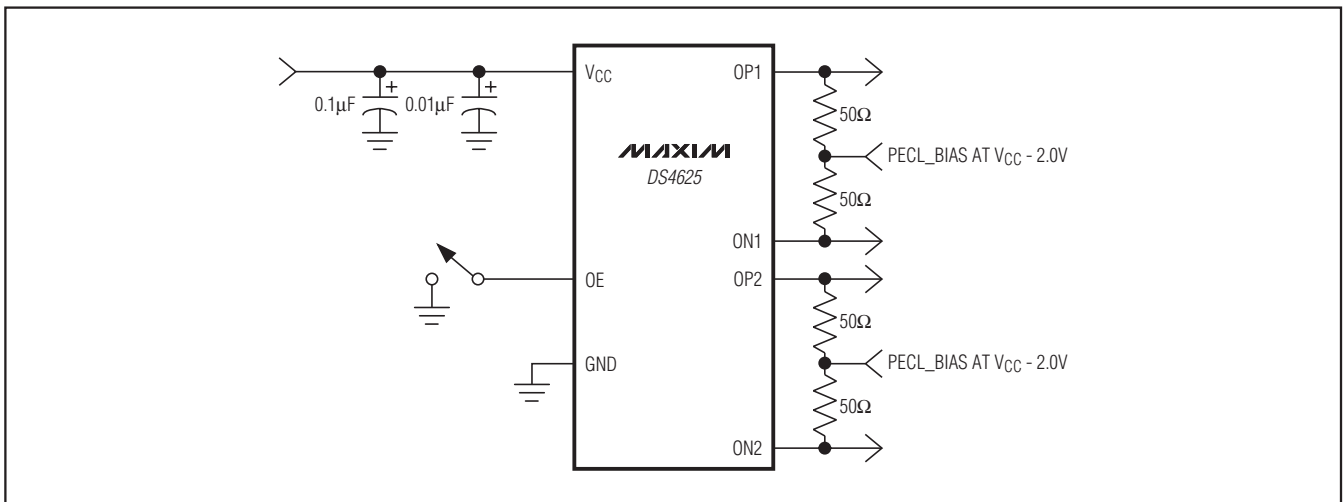 VCC
OP1
+
+
0.1µF
0.01µF
50Ω
MAXIM
PECL_BIAS AT VCC - 2.0V
DS4625
50Ω
ON1
OE
OP2
50Ω
GND
PECL_BIAS AT VCC - 2.0V
50Ω
ON2